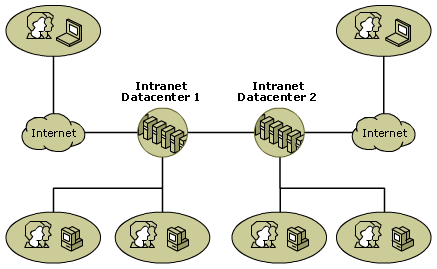 Intranet
Datacenter 1
Intranet
Datacenter 2
Internet
Internet